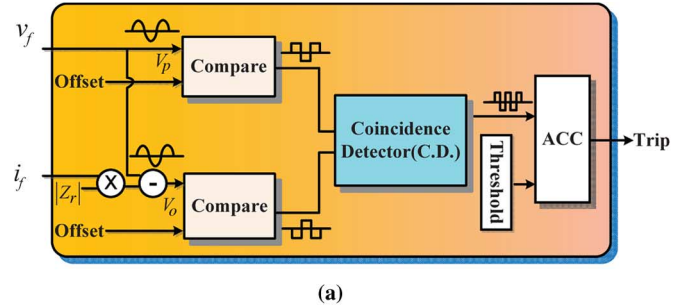 v_f
V_p
Compare
Offset
Coincidence
Detector(C.D.)
ACC
Trip
Threshold
i_f
X
-
|Z_r|
V_o
Compare
Offset
(a)